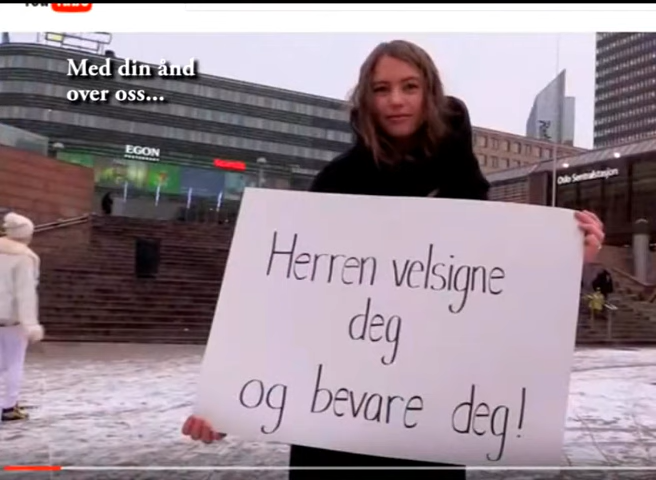 Med din ånd
over oss...
EGON
Oslo Sentralstasjon
Herren velsigne
deg
og bevare deg!